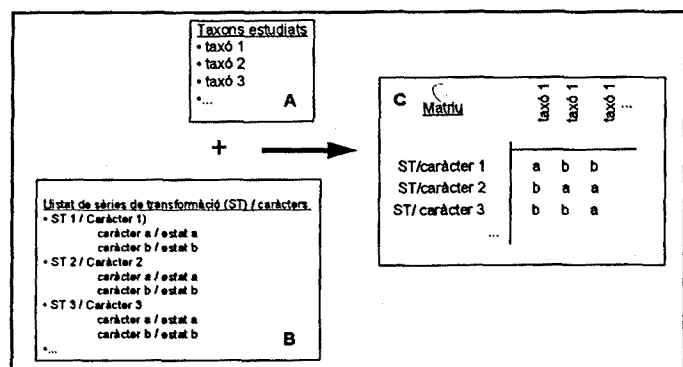 Taxons estudiats
• taxó 1
• taxó 2
• taxó 3
•...
A
+
Llistat de sèries de transformació (ST) / caràcters
• ST 1 / Caràcter 1)
caràcter a / estat a
caràcter b / estat b
• ST 2 / Caràcter 2
caràcter a / estat a
caràcter b / estat b
• ST 3 / Caràcter 3
caràcter a / estat a
caràcter b / estat b
•...
B
C
Matriu
taxó 1 taxó 1 taxó 1 ...
ST/caràcter 1 a b b
ST/caràcter 2 b a a
ST/ caràcter 3 b b a
...